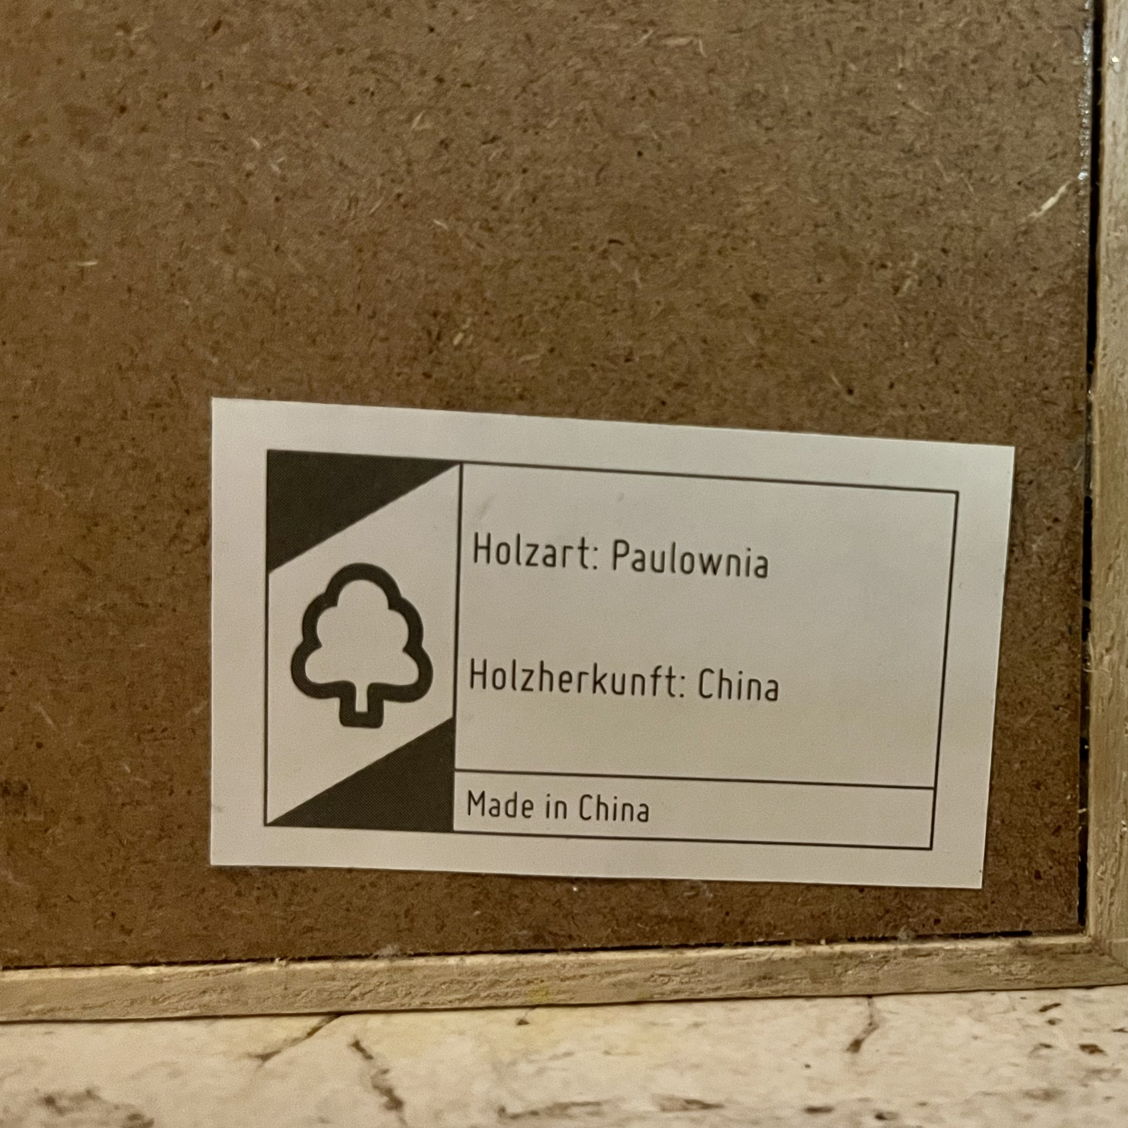 Holzart: Paulownia
Holzherkunft: China
Made in China